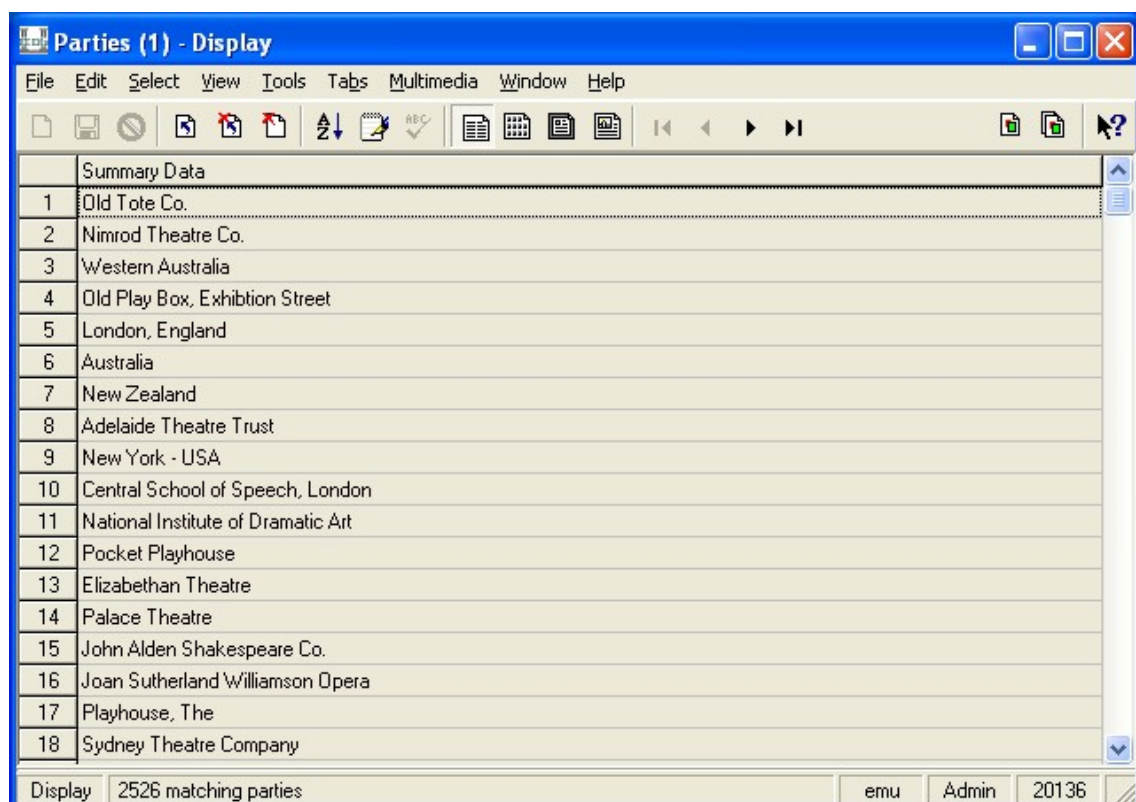 Parties (1) - Display
File Edit Select View Tools Tabs Multimedia Window Help
Summary Data
1 Old Tote Co.
2 Nimrod Theatre Co.
3 Western Australia
4 Old Play Box, Exhibtion Street
5 London, England
6 Australia
7 New Zealand
8 Adelaide Theatre Trust
9 New York - USA
10 Central School of Speech, London
11 National Institute of Dramatic Art
12 Pocket Playhouse
13 Elizabethan Theatre
14 Palace Theatre
15 John Alden Shakespeare Co.
16 Joan Sutherland Williamson Opera
17 Playhouse, The
18 Sydney Theatre Company
Display 2526 matching parties emu Admin 20136